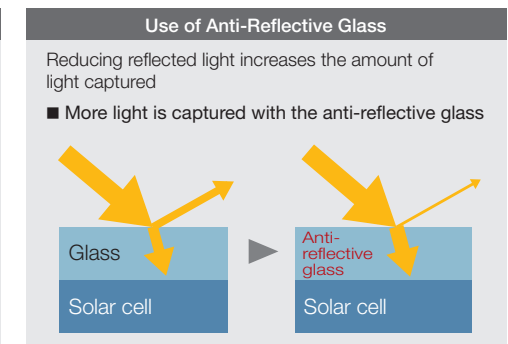 Use of Anti-Reflective Glass
Reducing reflected light increases the amount of
light captured
■ More light is captured with the anti-reflective glass
Glass
Solar cell
Anti-
reflective
glass
Solar cell